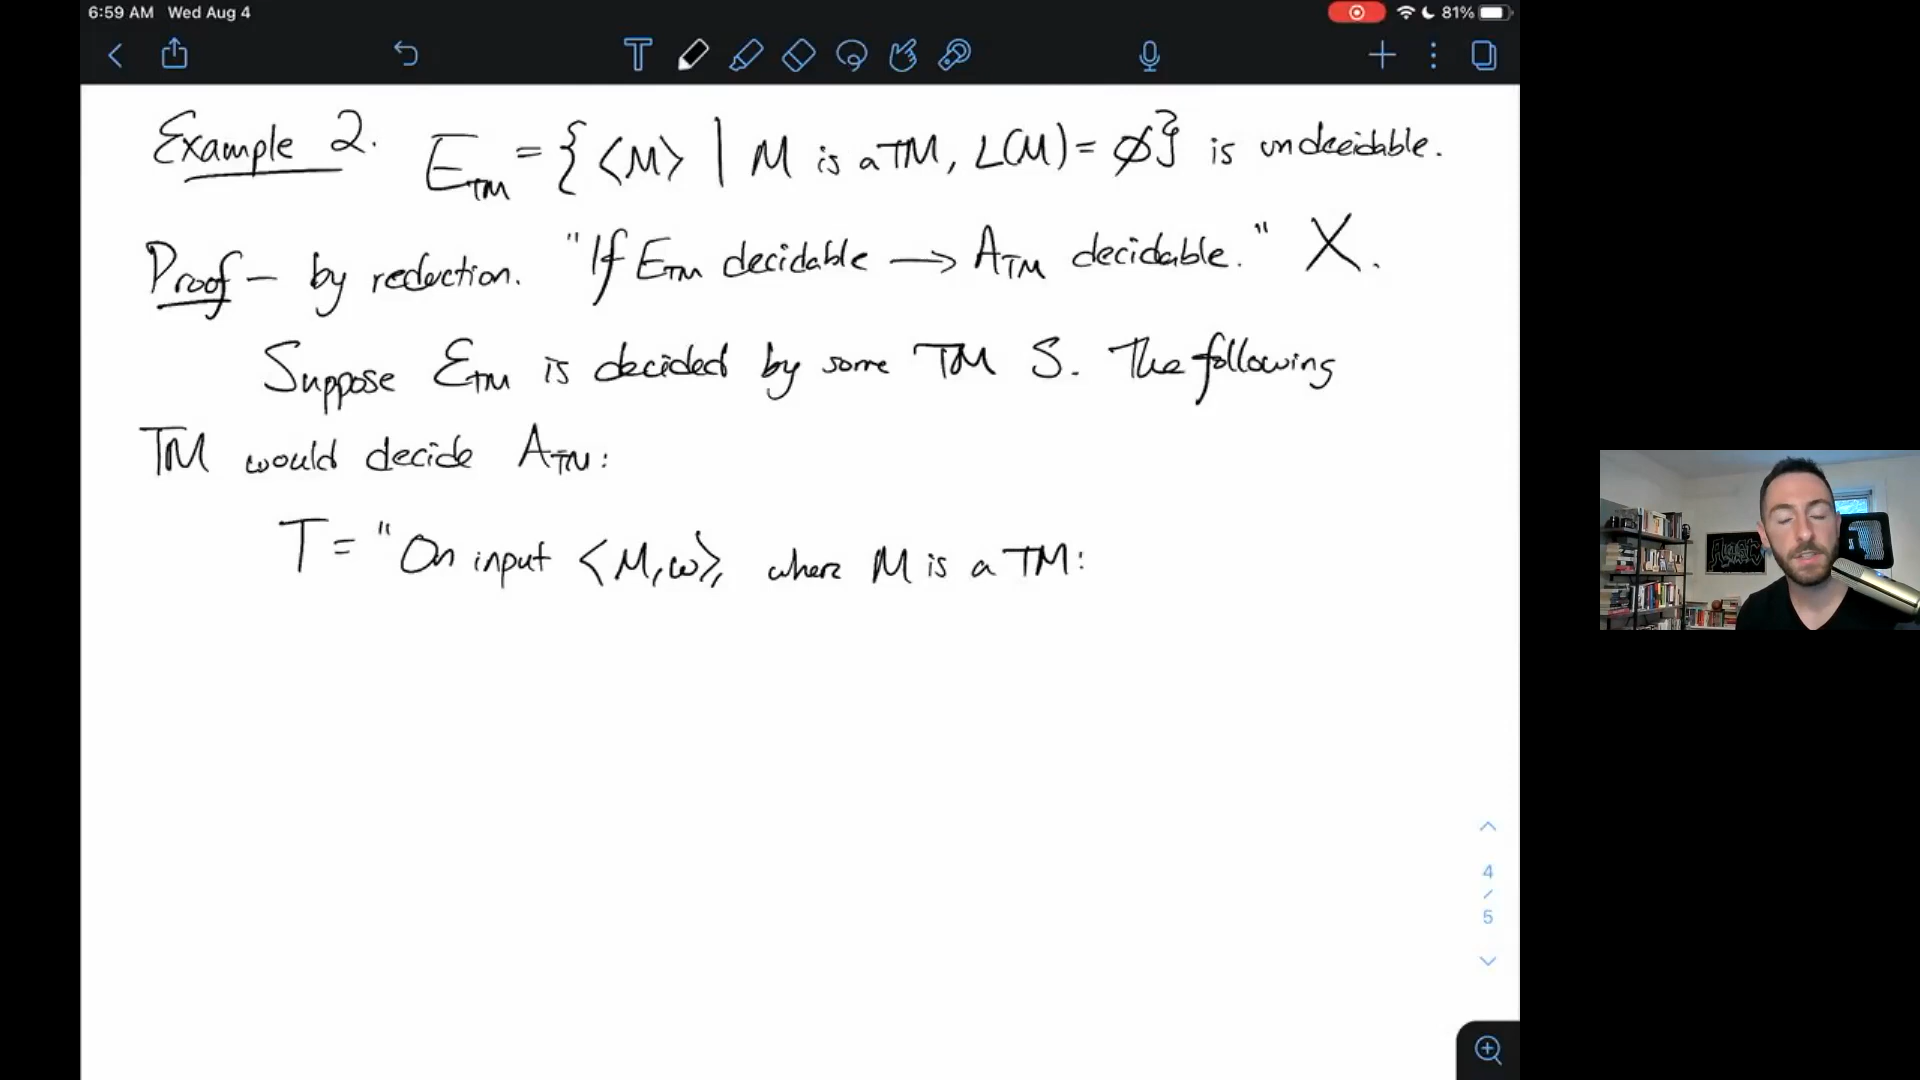 6:59 AM Wed Aug 4 81%
Example 2. E_TM = {⟨M⟩ | M is a TM, L(M) = ∅} is undecidable.
Proof – by reduction. "If E_TM decidable → A_TM decidable." X.
Suppose E_TM is decided by some TM S. The following
TM would decide A_TM:
T = "On input ⟨M, w⟩, where M is a TM:
4
/
5